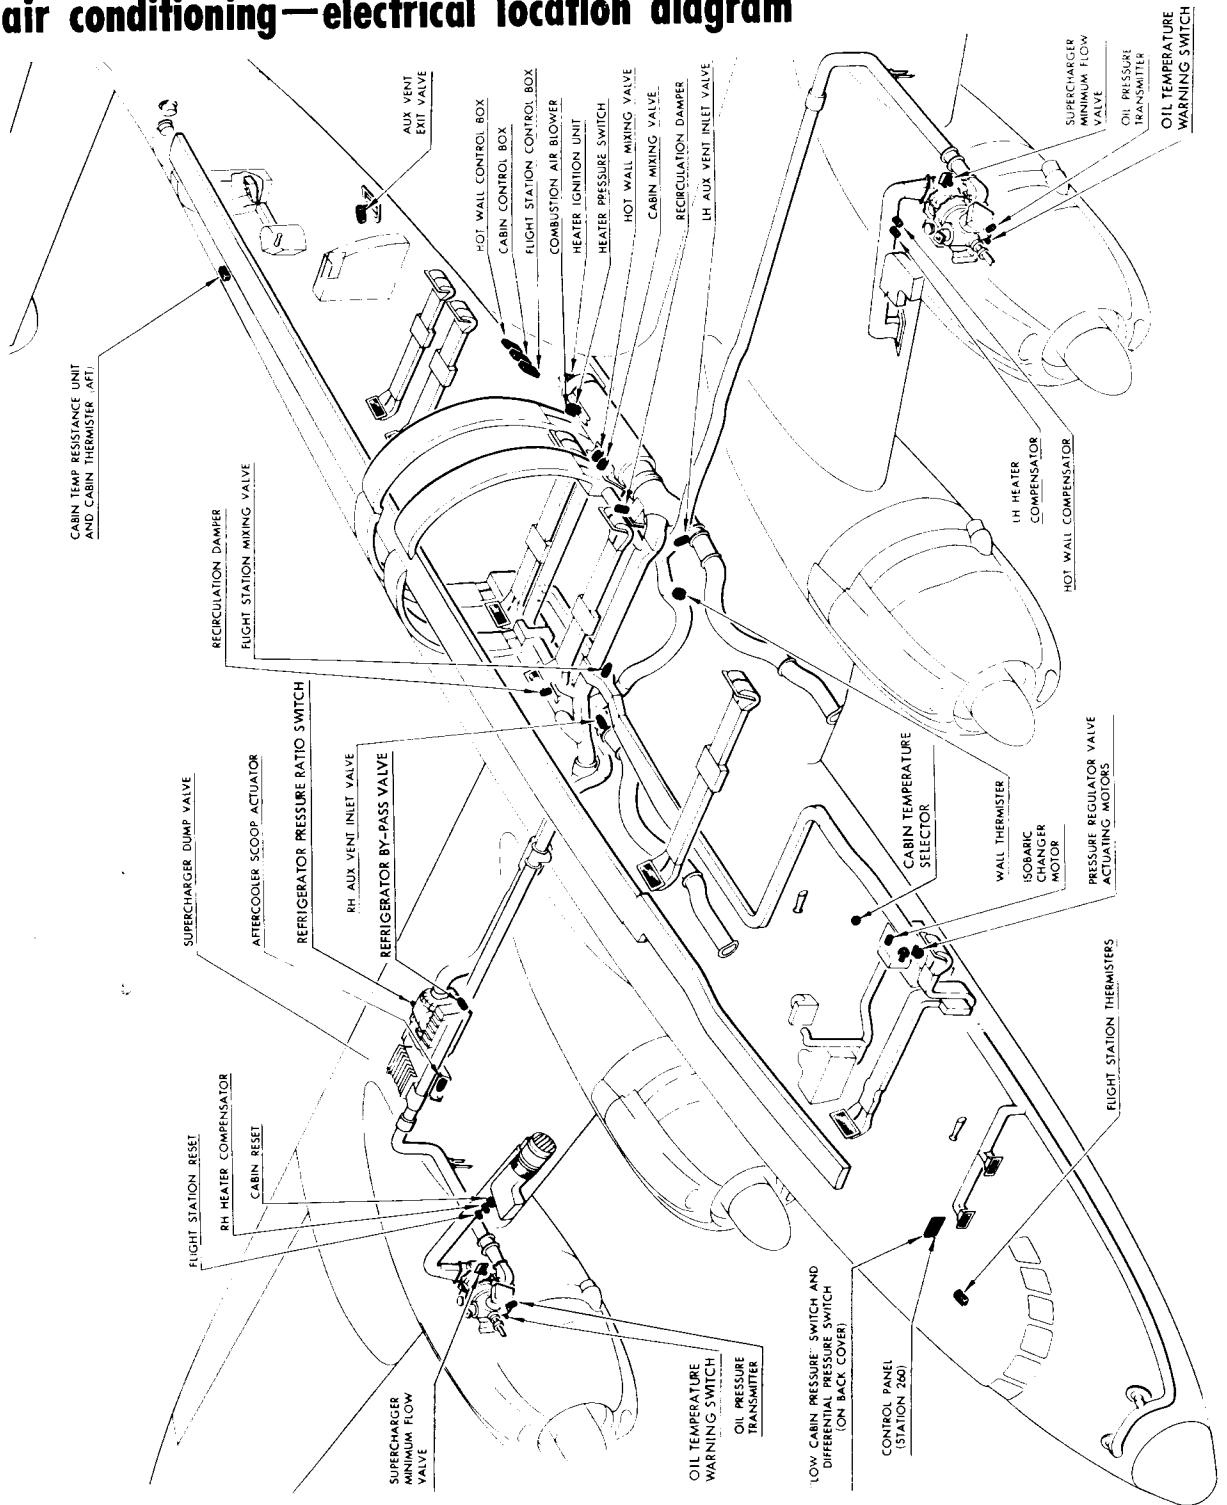 air conditioning—electrical location diagram
CABIN TEMP RESISTANCE UNIT
AND CABIN THERMISTER (AFT)
AUX VENT
EXIT VALVE
HOT WALL CONTROL BOX
CABIN CONTROL BOX
FLIGHT STATION CONTROL BOX
COMBUSTION AIR BLOWER
HEATER IGNITION UNIT
HEATER PRESSURE SWITCH
HOT WALL MIXING VALVE
CABIN MIXING VALVE
RECIRCULATION DAMPER
LH AUX VENT INLET VALVE
SUPERCHARGER
MINIMUM FLOW
VALVE
OIL PRESSURE
TRANSMITTER
OIL TEMPERATURE
WARNING SWITCH
RECIRCULATION DAMPER
FLIGHT STATION MIXING VALVE
LH HEATER
COMPENSATOR
HOT WALL COMPENSATOR
SUPERCHARGER DUMP VALVE
AFTERCOOLER SCOOP ACTUATOR
REFRIGERATOR PRESSURE RATIO SWITCH
RH AUX VENT INLET VALVE
REFRIGERATOR BY-PASS VALVE
CABIN TEMPERATURE
SELECTOR
WALL THERMISTER
ISOBARIC
CHANGER
MOTOR
PRESSURE REGULATOR VALVE
ACTUATING MOTORS
FLIGHT STATION RESET
RH HEATER COMPENSATOR
CABIN RESET
FLIGHT STATION THERMISTERS
SUPERCHARGER
MINIMUM FLOW
VALVE
OIL TEMPERATURE
WARNING SWITCH
OIL PRESSURE
TRANSMITTER
"LOW CABIN PRESSURE" SWITCH AND
DIFFERENTIAL PRESSURE SWITCH
(ON BACK COVER)
CONTROL PANEL
(STATION 260)